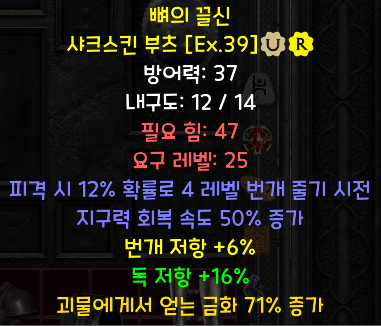 뼈의 끌신
샤크스킨 부츠 [Ex.39] U R
방어력: 37
내구도: 12 / 14
필요 힘: 47
요구 레벨: 25
피격 시 12% 확률로 4 레벨 번개 줄기 시전
지구력 회복 속도 50% 증가
번개 저항 +6%
독 저항 +16%
괴물에게서 얻는 금화 71% 증가